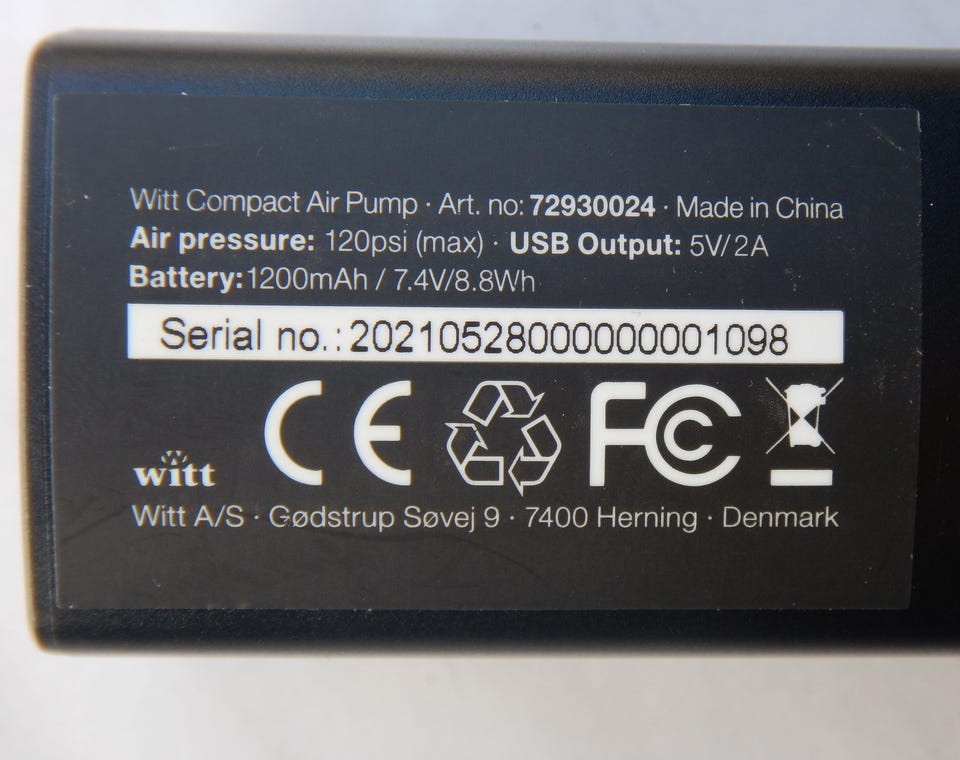 Witt Compact Air Pump · Art. no: 72930024 · Made in China
Air pressure: 120psi (max) · USB Output: 5V/2A
Battery:1200mAh / 7.4V/8.8Wh
Serial no.:20210528000000001098
CE FC
witt
Witt A/S · Gødstrup Søvej 9 · 7400 Herning · Denmark